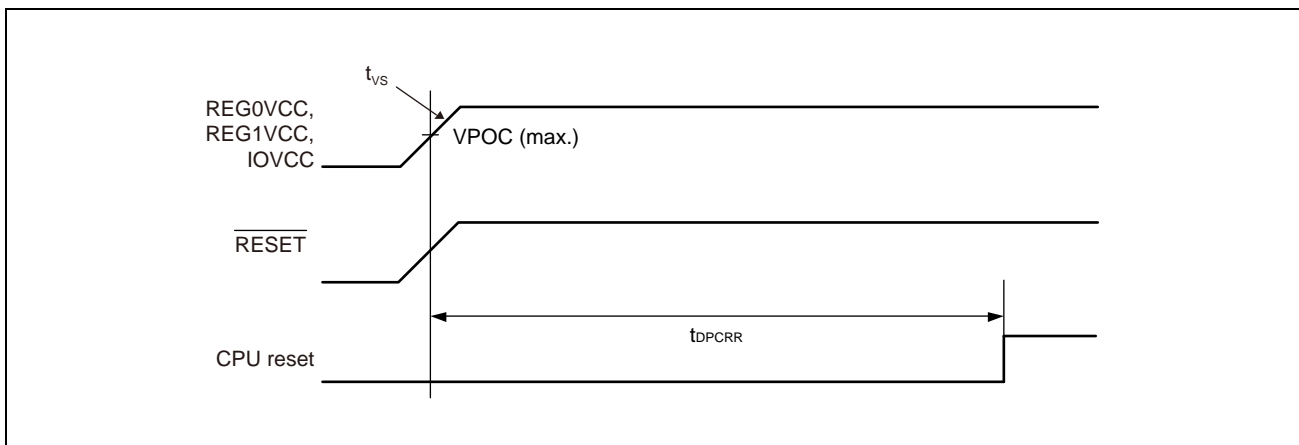 tVS
REG0VCC,
REG1VCC,
IOVCC
VPOC (max.)
RESET
tDPCRR
CPU reset